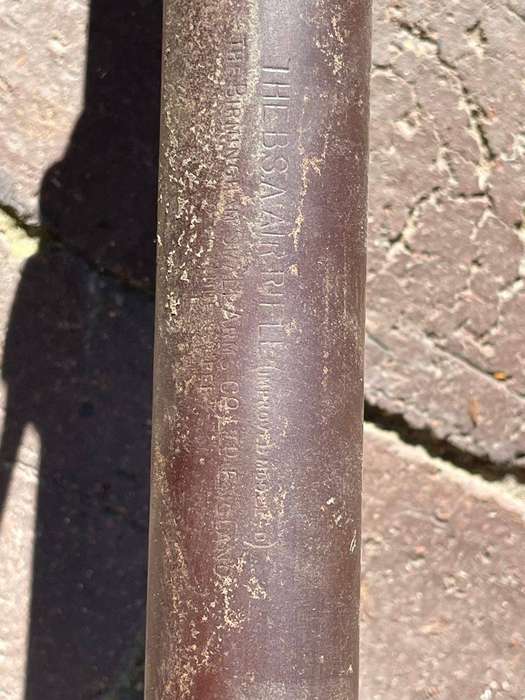 THE B.S.A AIR RIFLE (IMPROVED MODEL D)
THE BIRMINGHAM SMALL ARMS CO. LTD. ENGLAND